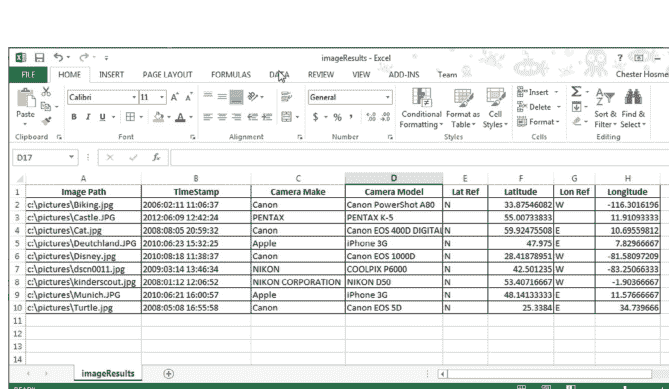 imageResults - Excel
FILE HOME INSERT PAGE LAYOUT FORMULAS DATA REVIEW VIEW ADD-INS Team Chester Hosme
Calibri 11 General Insert
Paste Conditional Format as Cell Delete Sort & Find &
Formatting Table Styles Format Filter Select
Clipboard Font Alignment Number Styles Cells Editing
D17 fx
A B C D E F G H
1 Image Path TimeStamp Camera Make Camera Model Lat Ref Latitude Lon Ref Longitude
2 c:\pictures\Biking.jpg 2006:02:11 11:06:37 Canon Canon PowerShot A80 N 33.87546082 W -116.3016196
3 c:\pictures\Castle.JPG 2012:06:09 12:42:24 PENTAX PENTAX K-5 N 55.00733833 11.91093333
4 c:\pictures\Cat.jpg 2008:08:05 20:59:32 Canon Canon EOS 400D DIGITAL N 59.92475508 E 10.69559812
5 c:\pictures\Deutchland.JPG 2010:06:23 15:32:25 Apple iPhone 3G N 47.975 E 7.82966667
6 c:\pictures\Disney.jpg 2010:08:18 11:38:37 Canon Canon EOS 1000D N 28.41878951 W -81.58097209
7 c:\pictures\dscn0011.jpg 2009:03:14 13:46:34 NIKON COOLPIX P6000 N 42.501235 W -83.25066333
8 c:\pictures\kinderscout.jpg 2008:01:12 12:06:52 NIKON CORPORATION NIKON D50 N 53.40716667 W -1.90366667
9 c:\pictures\Munich.JPG 2010:06:21 16:00:57 Apple iPhone 3G N 48.14133333 E 11.57666667
10 c:\pictures\Turtle.jpg 2008:05:08 16:55:58 Canon Canon EOS 5D N 25.3384 E 34.739666
11
12
13
14
imageResults